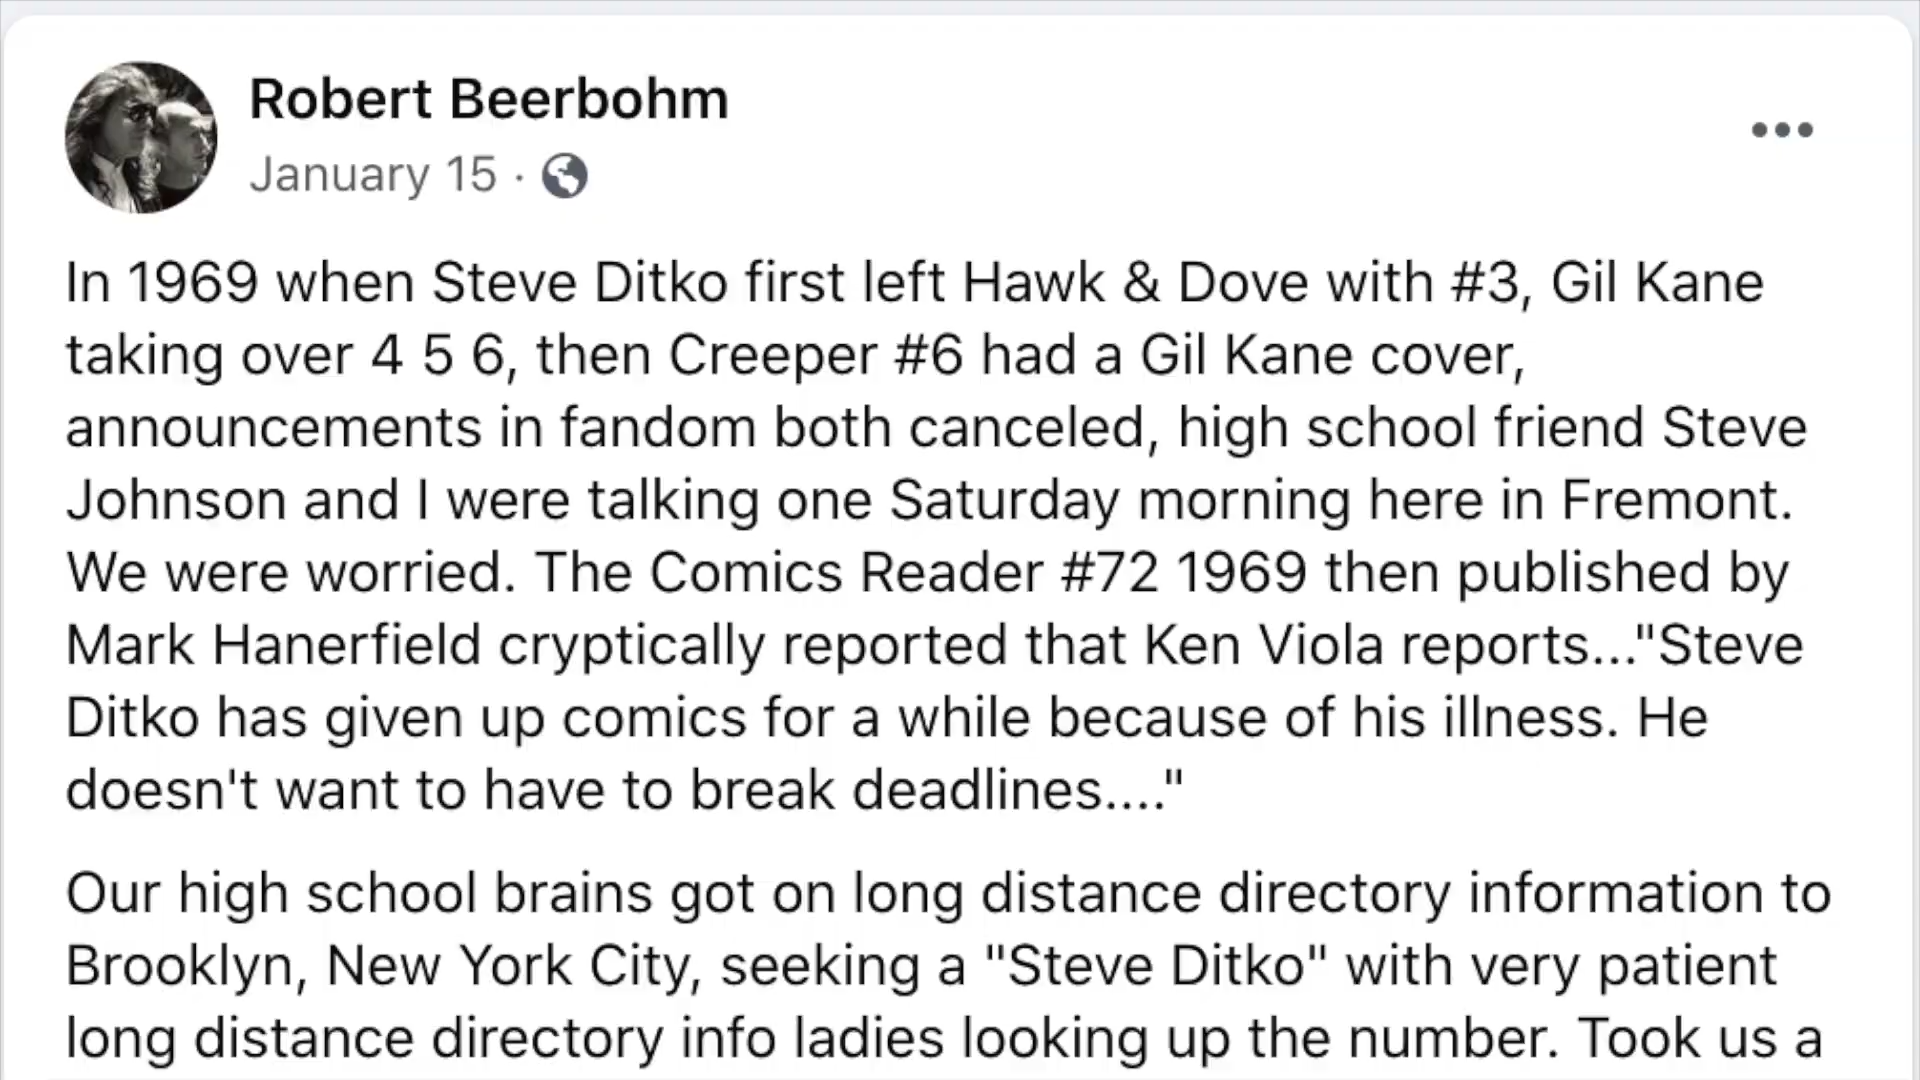 Robert Beerbohm
January 15 ·
In 1969 when Steve Ditko first left Hawk & Dove with #3, Gil Kane
taking over 4 5 6, then Creeper #6 had a Gil Kane cover,
announcements in fandom both canceled, high school friend Steve
Johnson and I were talking one Saturday morning here in Fremont.
We were worried. The Comics Reader #72 1969 then published by
Mark Hanerfield cryptically reported that Ken Viola reports..."Steve
Ditko has given up comics for a while because of his illness. He
doesn't want to have to break deadlines...."
Our high school brains got on long distance directory information to
Brooklyn, New York City, seeking a "Steve Ditko" with very patient
long distance directory info ladies looking up the number. Took us a